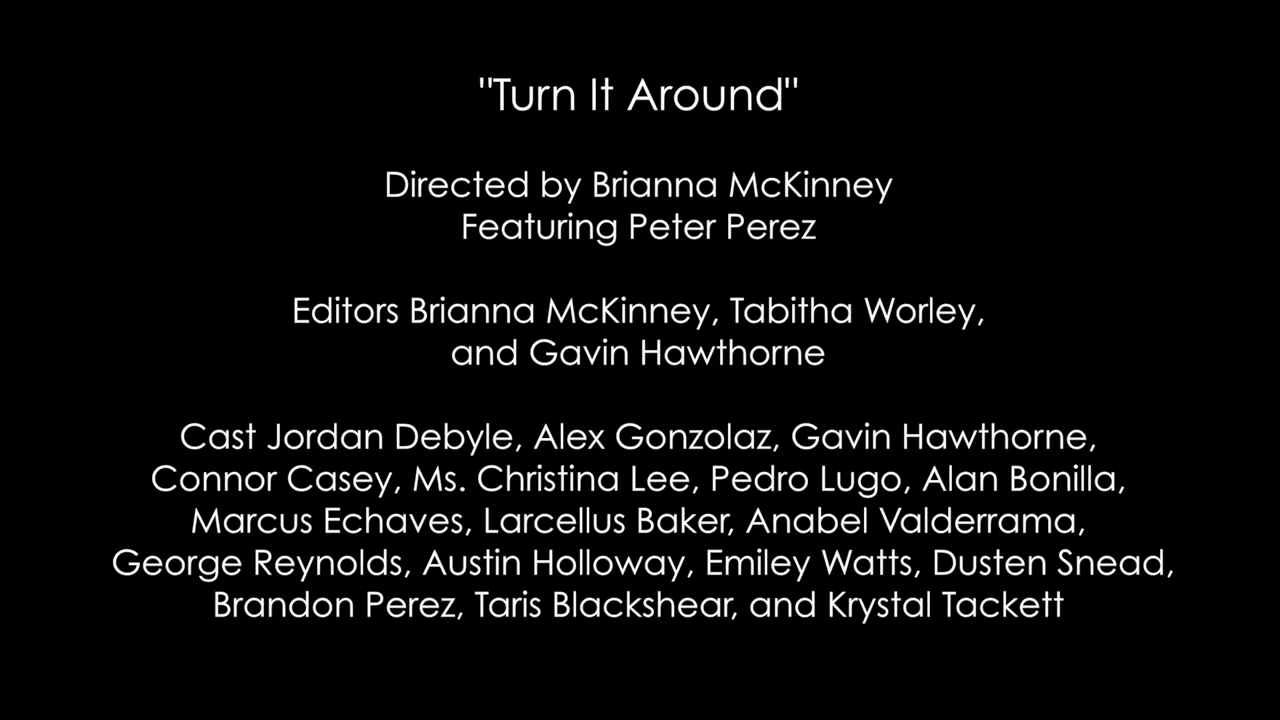 "Turn It Around"
Directed by Brianna McKinney
Featuring Peter Perez
Editors Brianna McKinney, Tabitha Worley,
and Gavin Hawthorne
Cast Jordan Debyle, Alex Gonzolaz, Gavin Hawthorne,
Connor Casey, Ms. Christina Lee, Pedro Lugo, Alan Bonilla,
Marcus Echaves, Larcellus Baker, Anabel Valderrama,
George Reynolds, Austin Holloway, Emiley Watts, Dusten Snead,
Brandon Perez, Taris Blackshear, and Krystal Tackett